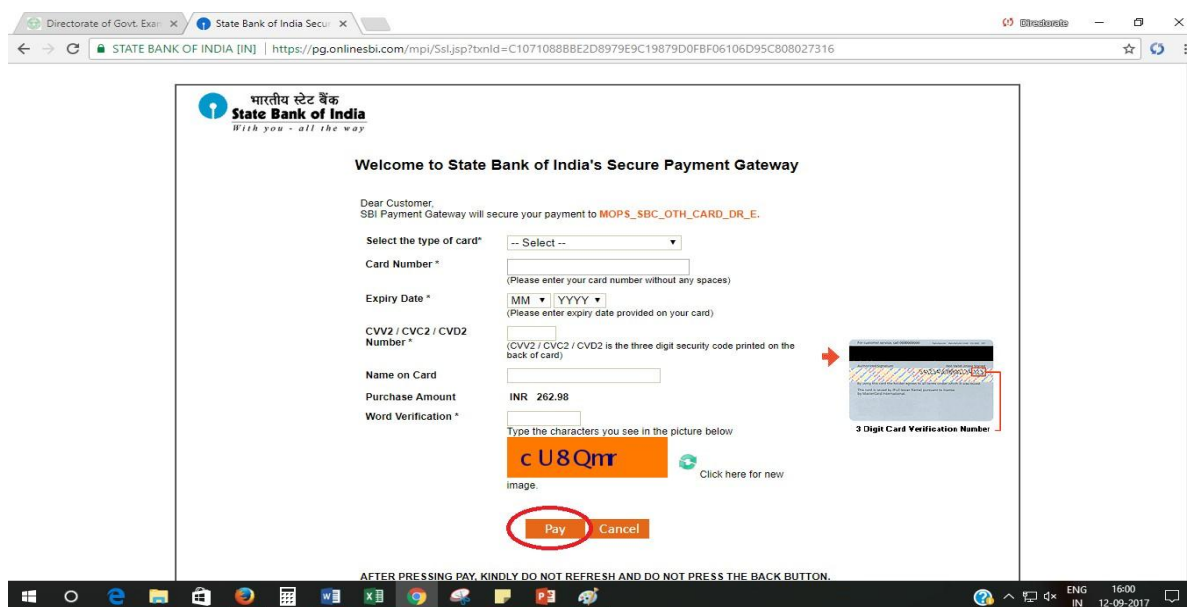 Directorate of Govt. Exan
State Bank of India Secur
Directorate
STATE BANK OF INDIA [IN] | https://pg.onlinesbi.com/mpi/Ssl.jsp?txnId=C1071088BBE2D8979E9C19879D0FBF06106D95C808027316
भारतीय स्टेट बैंक
State Bank of India
With you - all the way
Welcome to State Bank of India's Secure Payment Gateway
Dear Customer,
SBI Payment Gateway will secure your payment to MOPS_SBC_OTH_CARD_DR_E.
Select the type of card* -- Select --
Card Number *
(Please enter your card number without any spaces)
Expiry Date * MM YYYY
(Please enter expiry date provided on your card)
CVV2 / CVC2 / CVD2
Number *
(CVV2 / CVC2 / CVD2 is the three digit security code printed on the
back of card)
Name on Card
Purchase Amount INR 262.98
Word Verification *
Type the characters you see in the picture below
c U8Qmr
Click here for new
image.
3 Digit Card Verification Number
Pay Cancel
AFTER PRESSING PAY, KINDLY DO NOT REFRESH AND DO NOT PRESS THE BACK BUTTON.
ENG 16:00
IN 12-09-2017